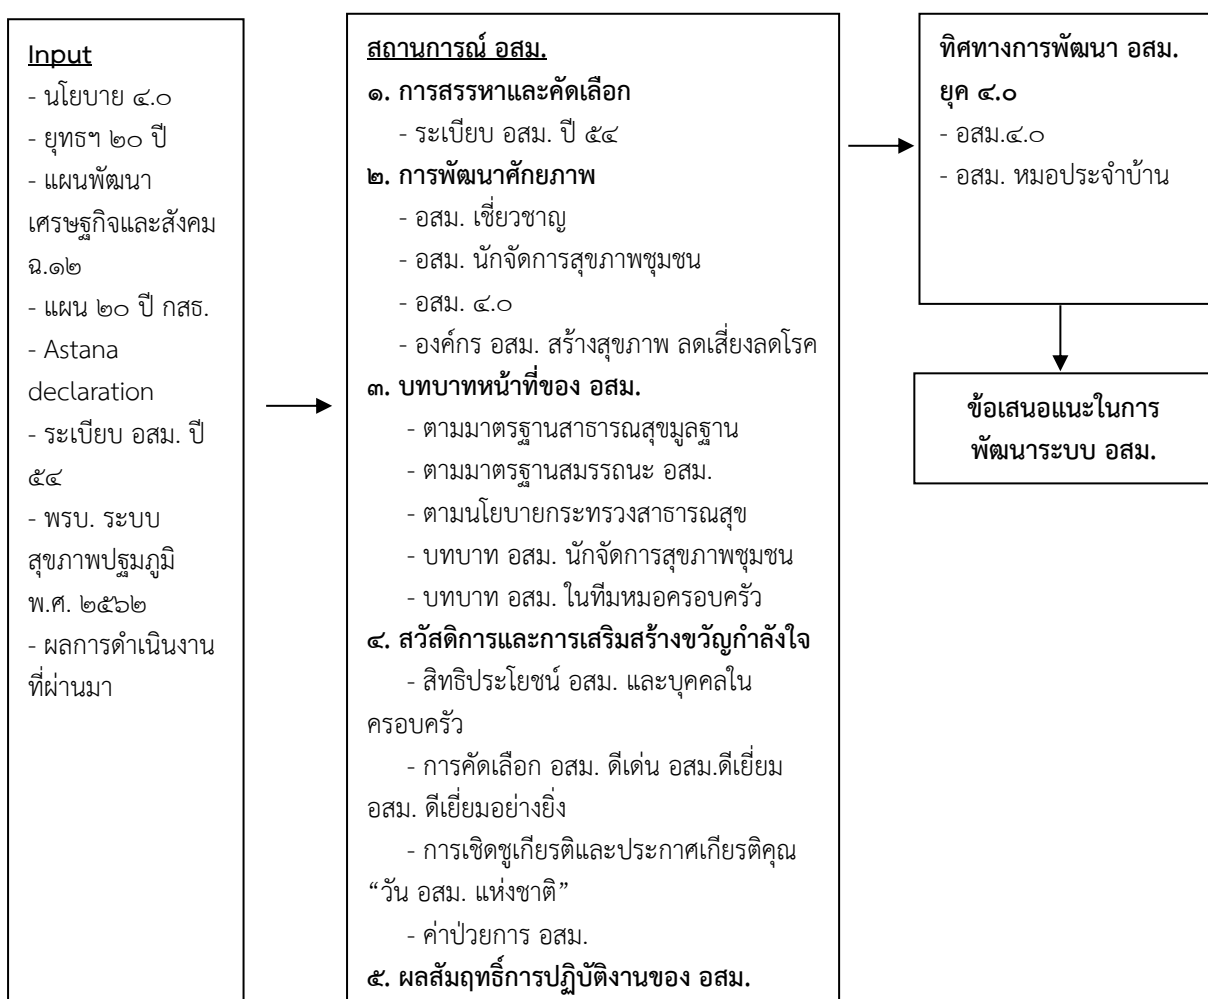 Input
- นโยบาย ๔.๐
- ยุทธฯ ๒๐ ปี
- แผนพัฒนา
เศรษฐกิจและสังคม
ฉ.๑๒
- แผน ๒๐ ปี กสธ.
- Astana
declaration
- ระเบียบ อสม. ปี
๕๔
- พรบ. ระบบ
สุขภาพปฐมภูมิ
พ.ศ. ๒๕๖๒
- ผลการดำเนินงาน
ที่ผ่านมา
สถานการณ์ อสม.
๑. การสรรหาและคัดเลือก
- ระเบียบ อสม. ปี ๕๔
๒. การพัฒนาศักยภาพ
- อสม. เชี่ยวชาญ
- อสม. นักจัดการสุขภาพชุมชน
- อสม. ๔.๐
- องค์กร อสม. สร้างสุขภาพ ลดเสี่ยงลดโรค
๓. บทบาทหน้าที่ของ อสม.
- ตามมาตรฐานสาธารณสุขมูลฐาน
- ตามมาตรฐานสมรรถนะ อสม.
- ตามนโยบายกระทรวงสาธารณสุข
- บทบาท อสม. นักจัดการสุขภาพชุมชน
- บทบาท อสม. ในทีมหมอครอบครัว
๔. สวัสดิการและการเสริมสร้างขวัญกำลังใจ
- สิทธิประโยชน์ อสม. และบุคคลใน
ครอบครัว
- การคัดเลือก อสม. ดีเด่น อสม.ดีเยี่ยม
อสม. ดีเยี่ยมอย่างยิ่ง
- การเชิดชูเกียรติและประกาศเกียรติคุณ
“วัน อสม. แห่งชาติ”
- ค่าป่วยการ อสม.
๕. ผลสัมฤทธิ์การปฏิบัติงานของ อสม.
ทิศทางการพัฒนา อสม.
ยุค ๔.๐
- อสม.๔.๐
- อสม. หมอประจำบ้าน
ข้อเสนอแนะในการ
พัฒนาระบบ อสม.